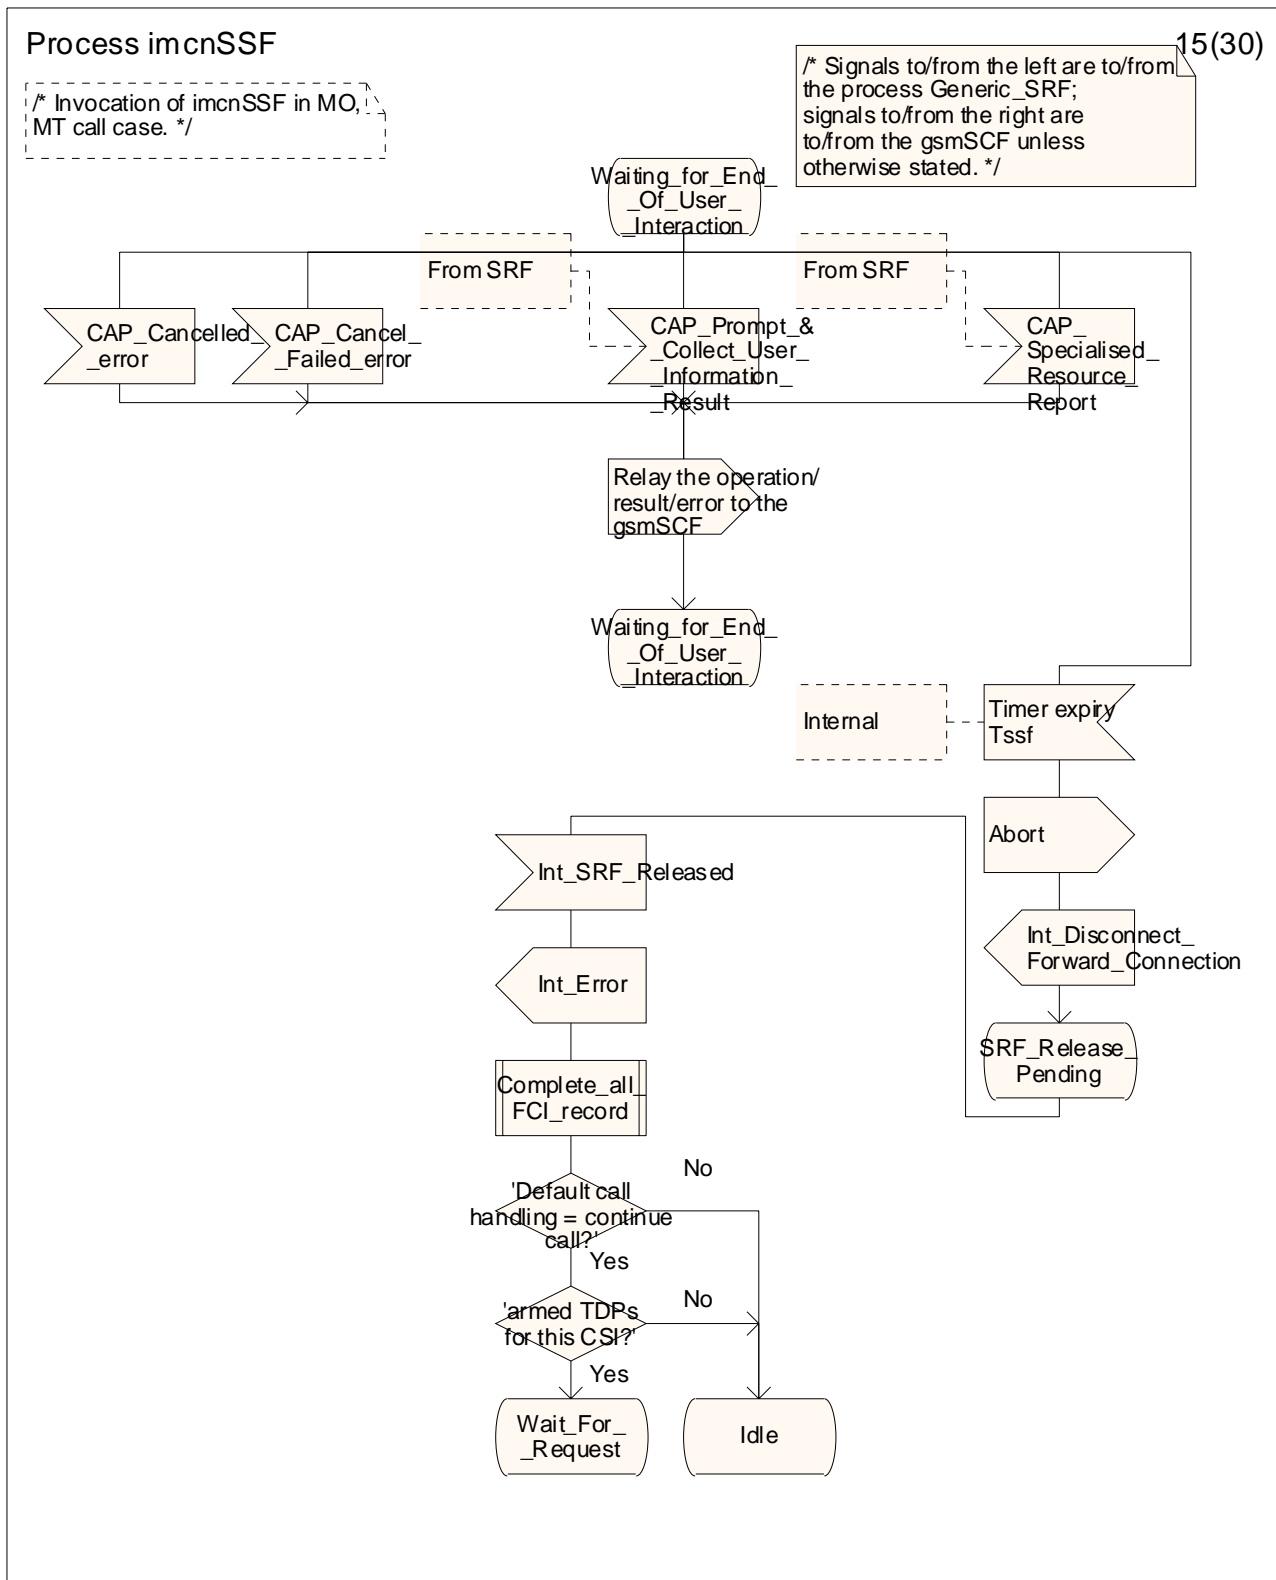 Process imcnSSF
15(30)
/* Invocation of imcnSSF in MO,
MT call case. */
/* Signals to/from the left are to/from
the process Generic_SRF;
signals to/from the right are
to/from the gsmSCF unless
otherwise stated. */
Waiting_for_End_
_Of_User_
_Interaction
From SRF
From SRF
CAP_Cancelled_
_error
CAP_Cancel_
_Failed_error
CAP_Prompt_&
_Collect_User_
_Information_
_Result
CAP_
Specialised_
Resource_
Report
Relay the operation/
result/error to the
gsmSCF
Waiting_for_End_
_Of_User_
_Interaction
Internal
Timer expiry
Tssf
Abort
Int_SRF_Released
Int_Disconnect_
Forward_Connection
Int_Error
SRF_Release_
Pending
Complete_all_
FCI_record
No
'Default call
handling = continue
call?'
Yes
No
'armed TDPs
for this CSI?'
Yes
Wait_For_
_Request
Idle